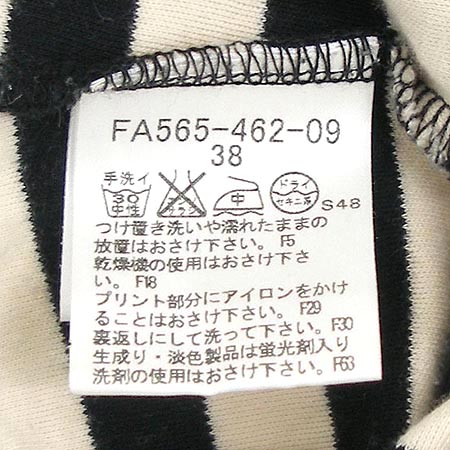 FA565-462-09
38
手洗イ
30 中性 エンソサラシ 中 ドライ セキユ系 S48
つけ置き洗いや濡れたままの
放置はおさけ下さい。F5
乾燥機の使用はおさけ下さ
い。F18
プリント部分にアイロンをかけ
ることはおさけ下さい。F29
裏返しにして洗って下さい。F30
生成り・淡色製品は蛍光剤入り
洗剤の使用はおさけ下さい。F63